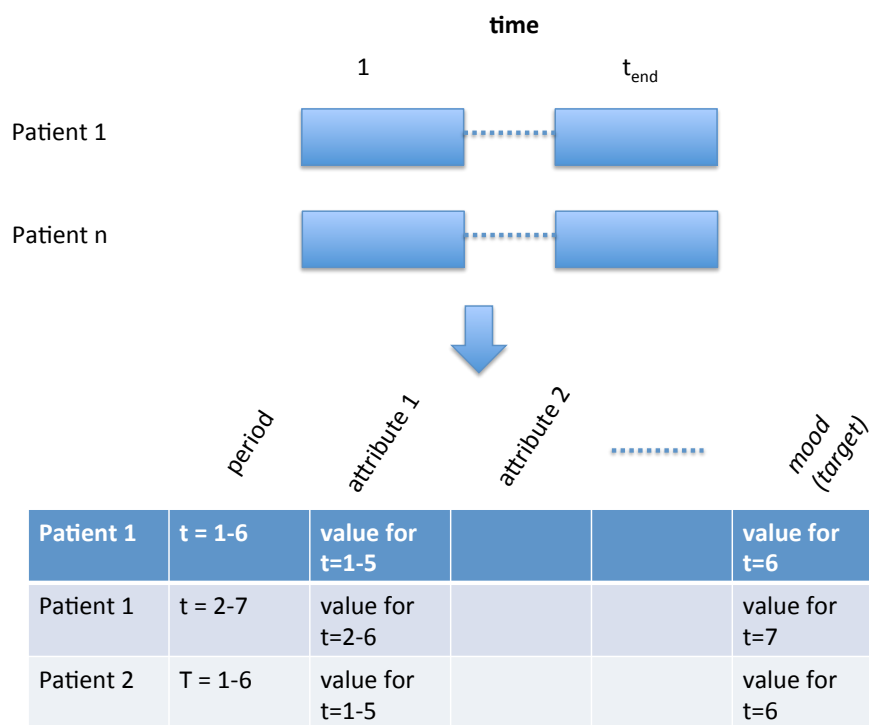 time
1 t_end
Patient 1
Patient n
period
attribute 1
attribute 2
mood
(target)
Patient 1 t = 1-6 value for value for
t=1-5 t=6
Patient 1 t = 2-7 value for value for
t=2-6 t=7
Patient 2 T = 1-6 value for value for
t=1-5 t=6